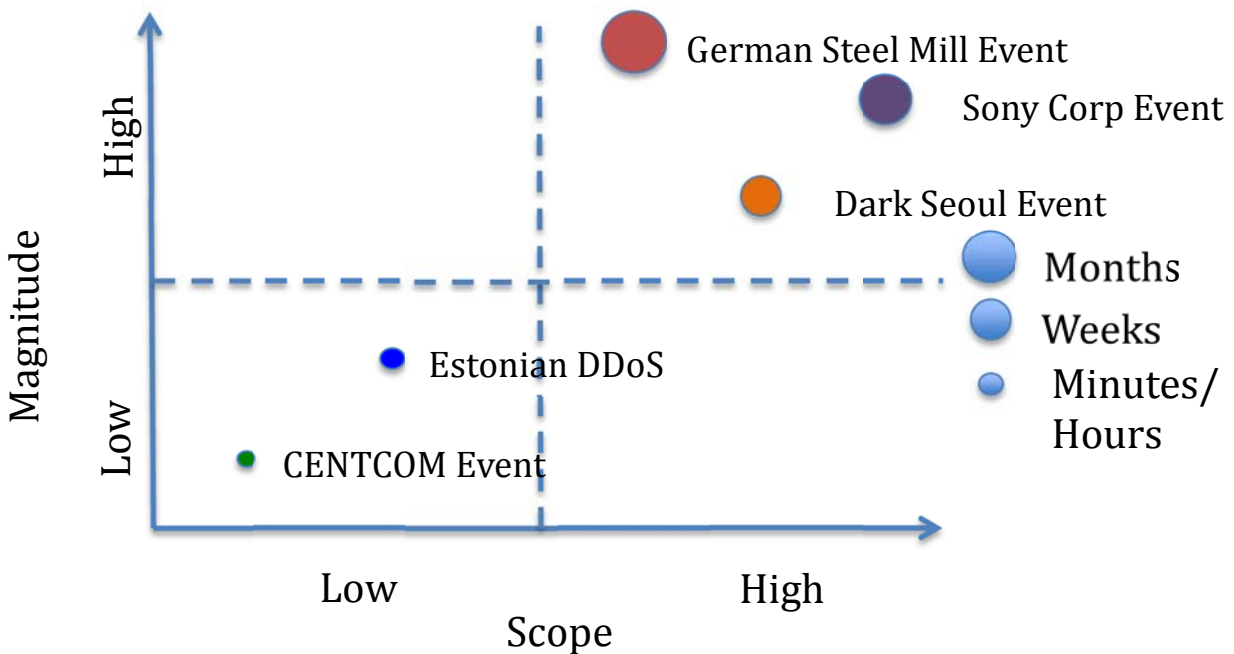 German Steel Mill Event
Sony Corp Event
High
Dark Seoul Event
Months
Weeks
Magnitude
Estonian DDoS
Minutes/
Hours
Low
CENTCOM Event
Low
High
Scope